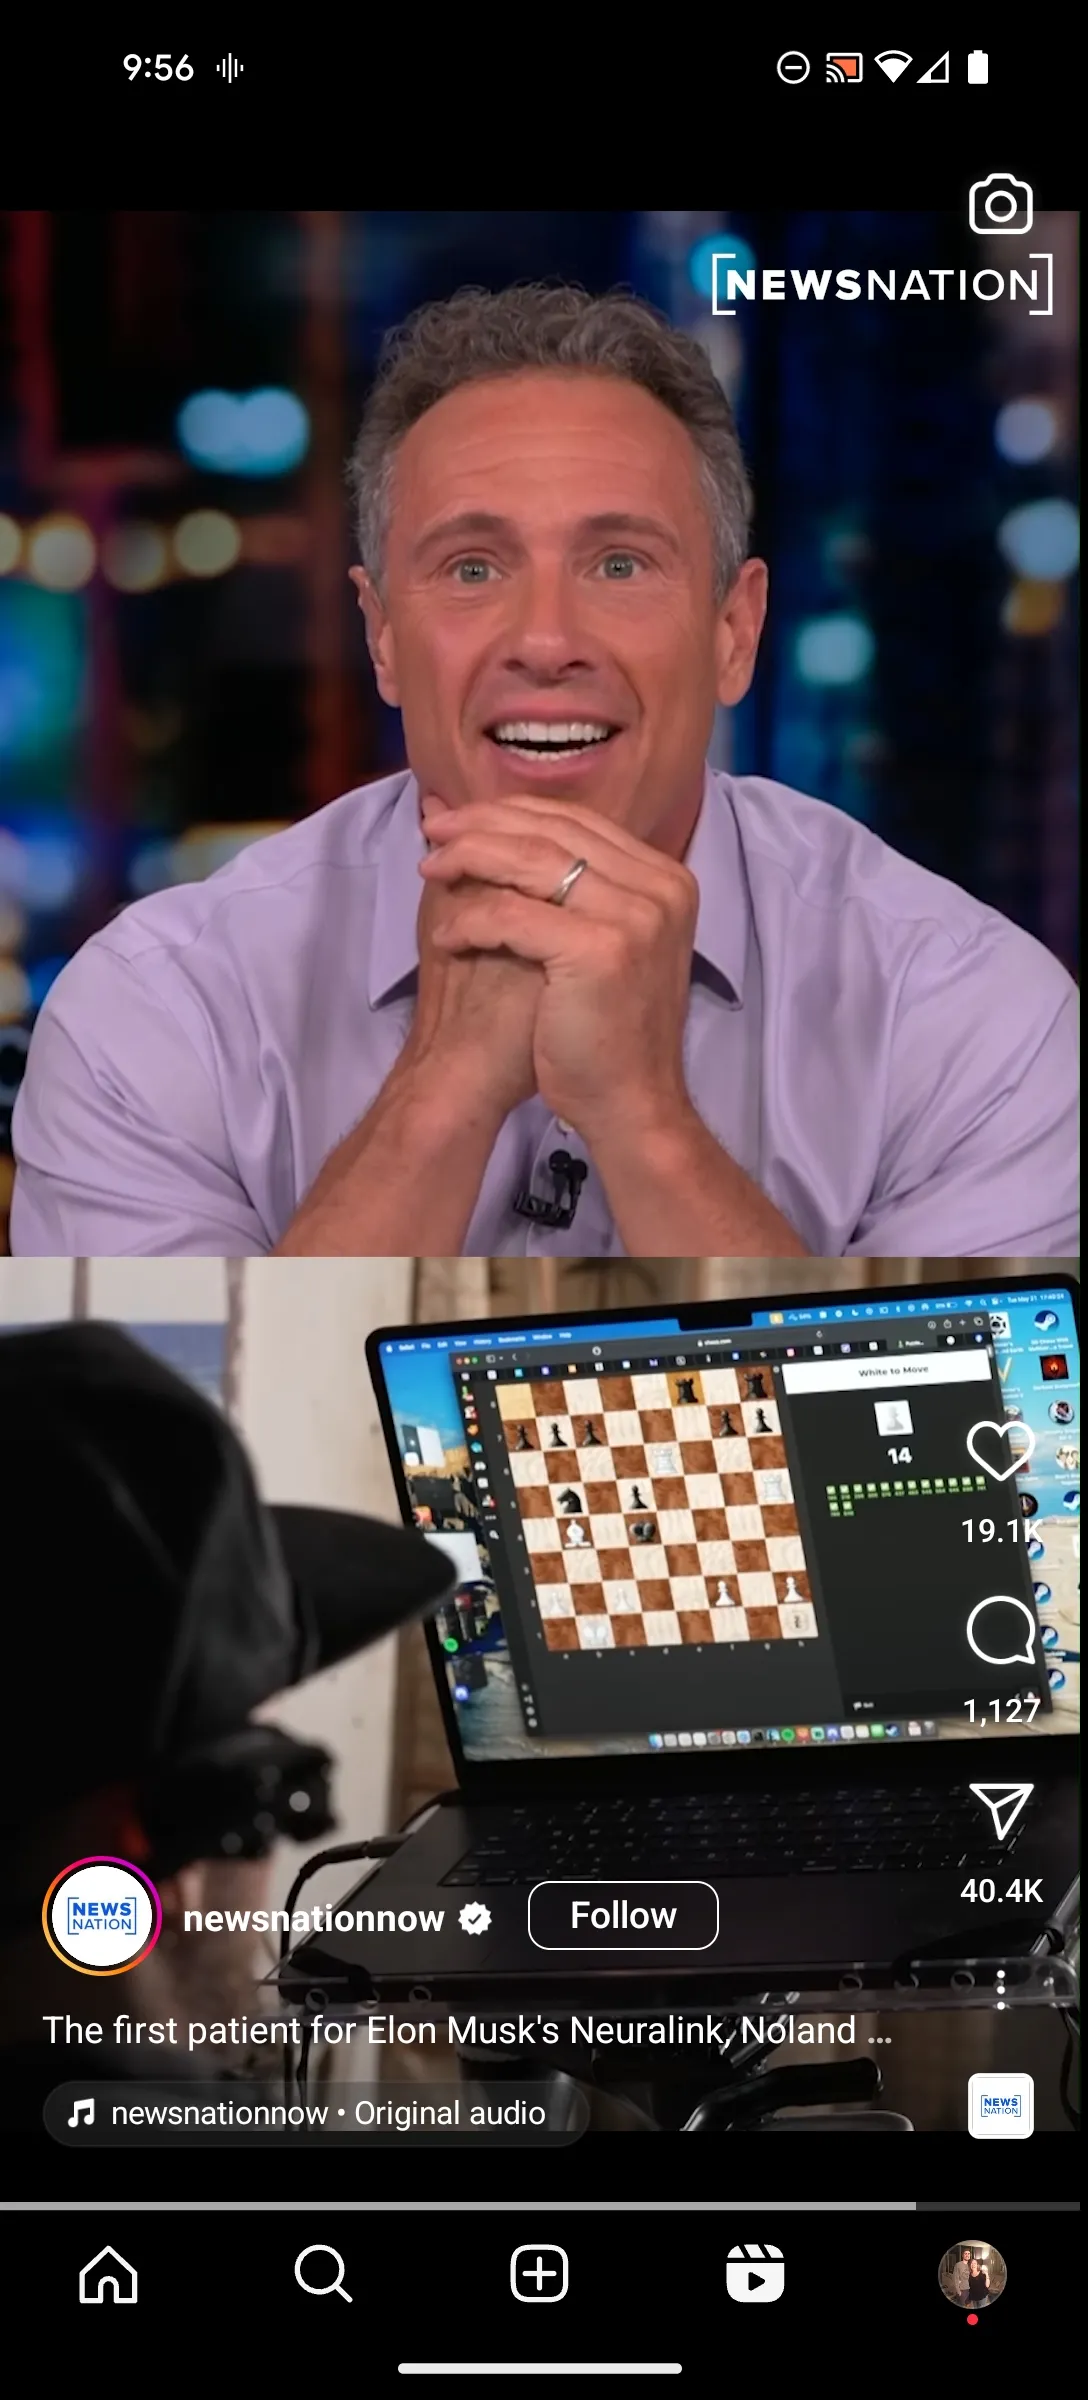 9:56
[NEWSNATION]
White to Move
14
19.1K
1,127
40.4K
NEWS
NATION
newsnationnow
Follow
The first patient for Elon Musk's Neuralink, Noland ...
newsnationnow • Original audio
NEWS
NATION